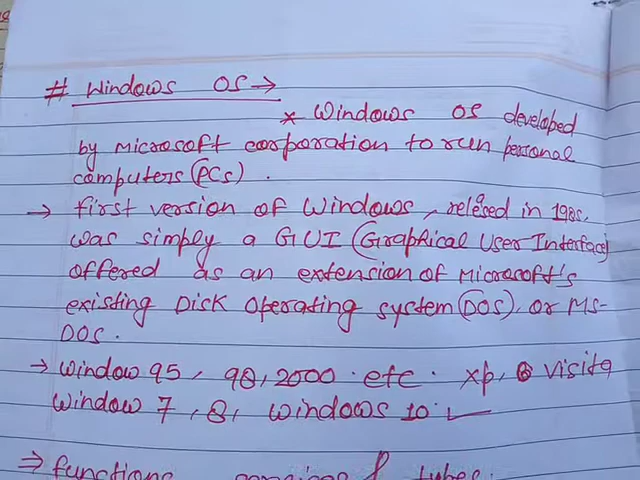 # Windows OS →
* Windows OS developed
by Microsoft corporation to run personal
computers (PCs).
→ first version of Windows, relesed in 1985,
was simply a GUI (Graphical User Interface)
offered as an extension of Microsoft's
existing Disk Operating system (DOS), or MS-
DOS.
→ Window 95, 98, 2000. etc. xp, visita
Window 7, 8, Windows 10.
⇒ functions & types.